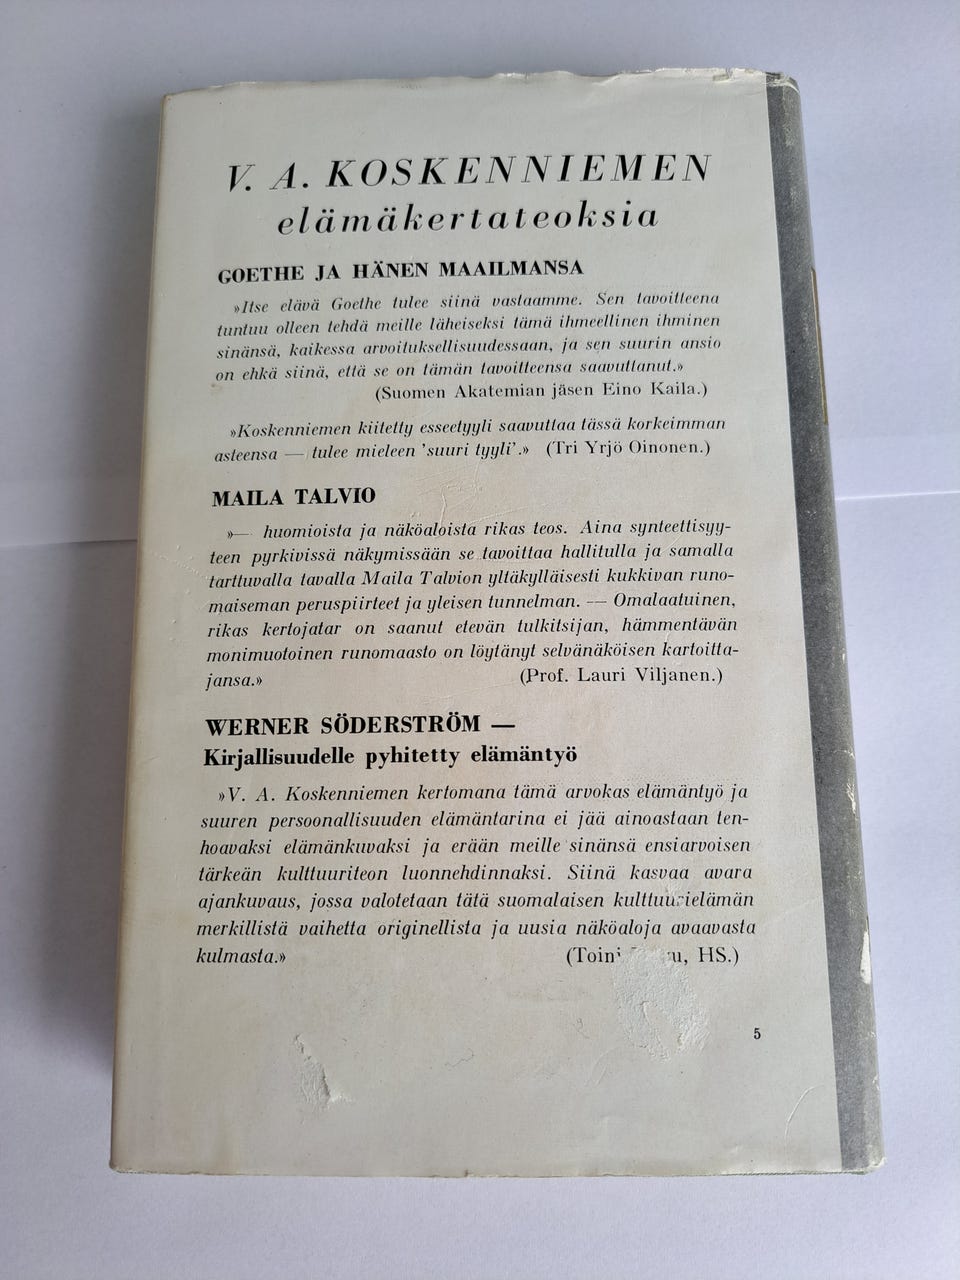 V. A. KOSKENNIEMEN
elämäkertateoksia
GOETHE JA HÄNEN MAAILMANSA
»Itse elävä Goethe tulee siinä vastaamme. Sen tavoitteena
tuntuu olleen tehdä meille läheiseksi tämä ihmeellinen ihminen
sinänsä, kaikessa arvoituksellisuudessaan, ja sen suurin ansio
on ehkä siinä, että se on tämän tavoitteensa saavuttanut.»
(Suomen Akatemian jäsen Eino Kaila.)
»Koskenniemen kiitetty esseetyyli saavuttaa tässä korkeimman
asteensa — tulee mieleen 'suuri tyyli'.» (Tri Yrjö Oinonen.)
MAILA TALVIO
»— huomioista ja näköaloista rikas teos. Aina synteettisyy-
teen pyrkivissä näkymissään se tavoittaa hallitulla ja samalla
tarttuvalla tavalla Maila Talvion yltäkylläisesti kukkivan runo-
maiseman peruspiirteet ja yleisen tunnelman. — Omalaatuinen,
rikas kertojatar on saanut etevän tulkitsijan, hämmentävän
monimuotoinen runomaasto on löytänyt selvänäköisen kartoitta-
jansa.» (Prof. Lauri Viljanen.)
WERNER SÖDERSTRÖM —
Kirjallisuudelle pyhitetty elämäntyö
»V. A. Koskenniemen kertomana tämä arvokas elämäntyö ja
suuren persoonallisuuden elämäntarina ei jää ainoastaan ten-
hoavaksi elämänkuvaksi ja erään meille sinänsä ensiarvoisen
tärkeän kulttuuriteon luonnehdinnaksi. Siinä kasvaa avara
ajankuvaus, jossa valotetaan tätä suomalaisen kulttuurielämän
merkillistä vaihetta originellista ja uusia näköaloja avaavasta
kulmasta.» (Toini HS.)
5